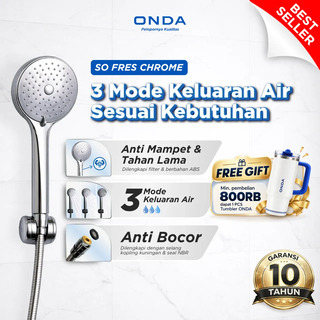 ONDA
Pelopornya Kualitas
BEST
SELLER
SO FRES CHROME
3 Mode Keluaran Air
Sesuai Kebutuhan
Anti Mampet &
Tahan Lama
Dilengkapi filter & berbahan ABS
3 Mode
Keluaran Air
Anti Bocor
Dilengkapi dengan selang
kopling kuningan & seal NBR
FREE GIFT
Min. pembelian
800RB
dapat 1 PCS
Tumbler ONDA
ONDA
GARANSI
10
TAHUN